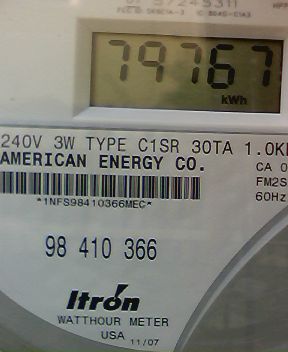 79767
kWh
240V 3W TYPE C1SR 30TA 1.0K
AMERICAN ENERGY CO.
CA 0
FM2S
60Hz
*1NFS98410366MEC*
98 410 366
Itrón
WATTHOUR METER
USA 11/07